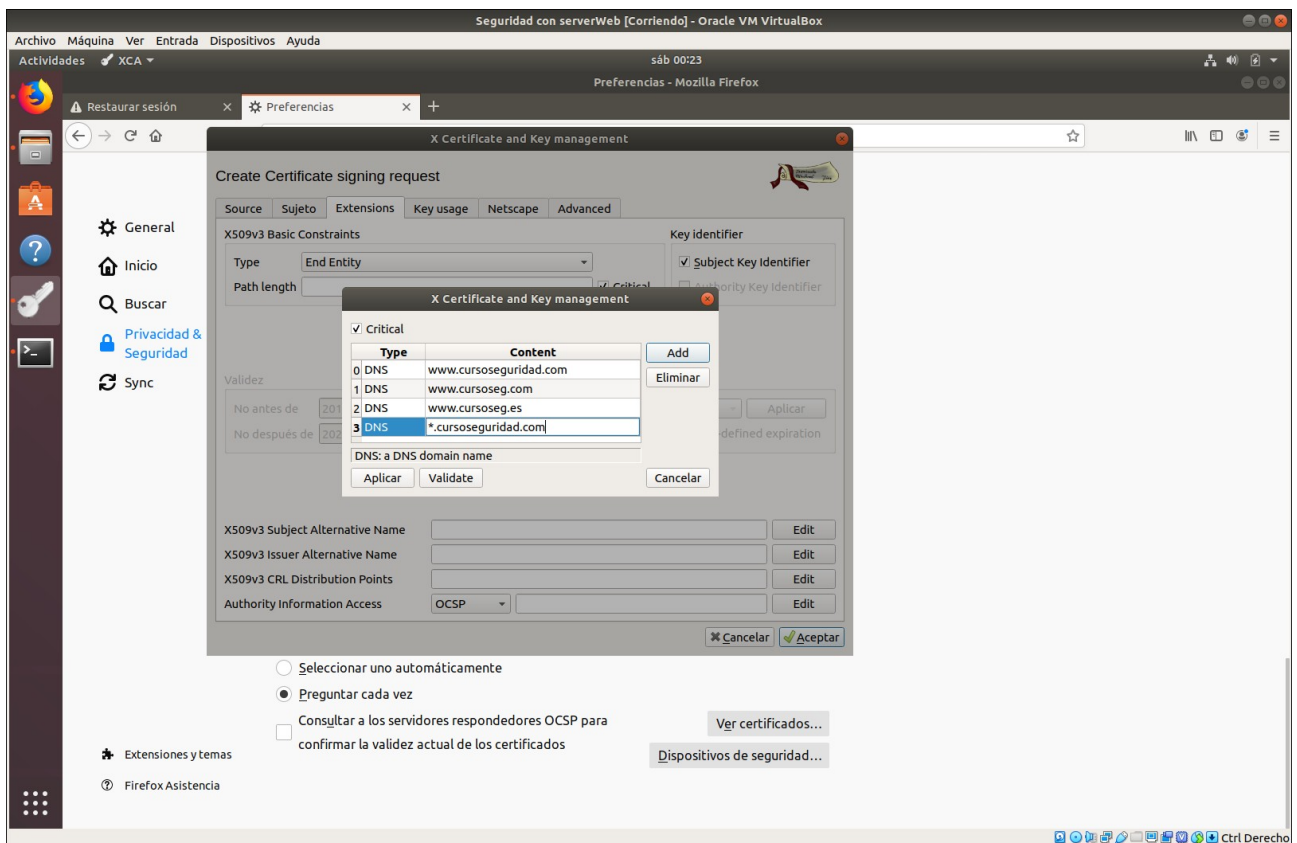 Seguridad con serverWeb [Corriendo] - Oracle VM VirtualBox
Archivo Máquina Ver Entrada Dispositivos Ayuda
Actividades XCA sáb 00:23
Preferencias - Mozilla Firefox
Restaurar sesión Preferencias
X Certificate and Key management
Create Certificate signing request
Source Sujeto Extensions Key usage Netscape Advanced
X509v3 Basic Constraints Key identifier
Type End Entity Subject Key Identifier
Path length Critical Authority Key Identifier
X Certificate and Key management
Critical
Type Content Add
0 DNS www.cursoseguridad.com
Eliminar
1 DNS www.cursoseg.com
2 DNS www.cursoseg.es
3 DNS *.cursoseguridad.com
DNS: a DNS domain name
Aplicar Validate Cancelar
Validez
No antes de 201 Aplicar
No después de 202 -defined expiration
X509v3 Subject Alternative Name Edit
X509v3 Issuer Alternative Name Edit
X509v3 CRL Distribution Points Edit
Authority Information Access OCSP Edit
Cancelar Aceptar
General
Inicio
Buscar
Privacidad &
Seguridad
Sync
Seleccionar uno automáticamente
Preguntar cada vez
Consultar a los servidores respondedores OCSP para
confirmar la validez actual de los certificados
Ver certificados...
Dispositivos de seguridad...
Extensiones y temas
Firefox Asistencia
Ctrl Derecho